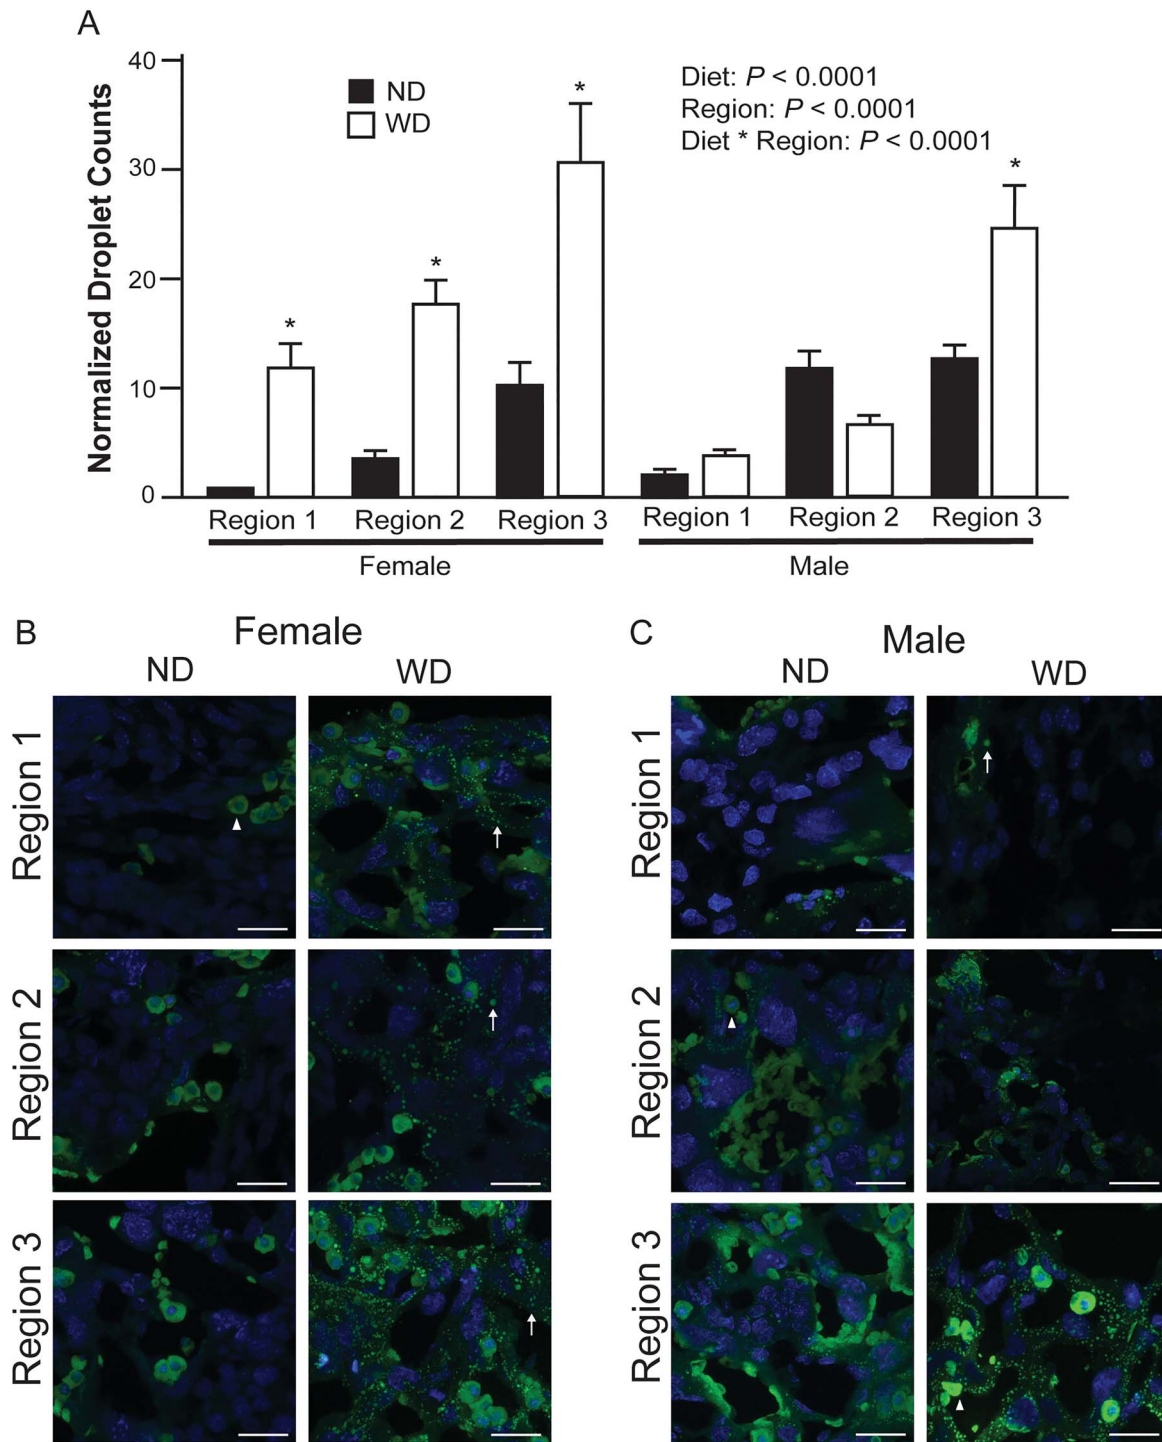 A
Normalized Droplet Counts
40
30
20
10
0
ND
WD
Diet: P < 0.0001
Region: P < 0.0001
Diet * Region: P < 0.0001
*
*
*
*
Region 1
Region 2
Region 3
Region 1
Region 2
Region 3
Female
Male
B
Female
ND
WD
Region 1
Region 2
Region 3
C
Male
ND
WD
Region 1
Region 2
Region 3